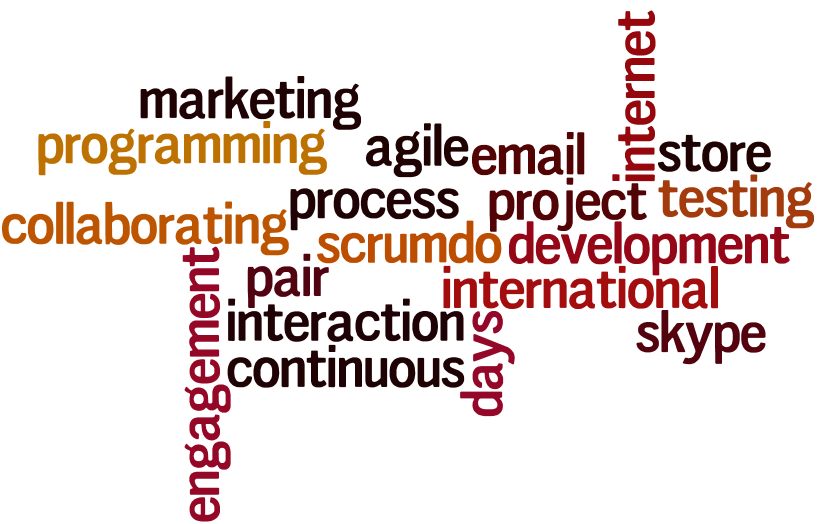 internet
marketing
programming
agile
email
store
process
project
testing
collaborating
scrumdo
development
pair
international
engagement
interaction
days
skype
continuous